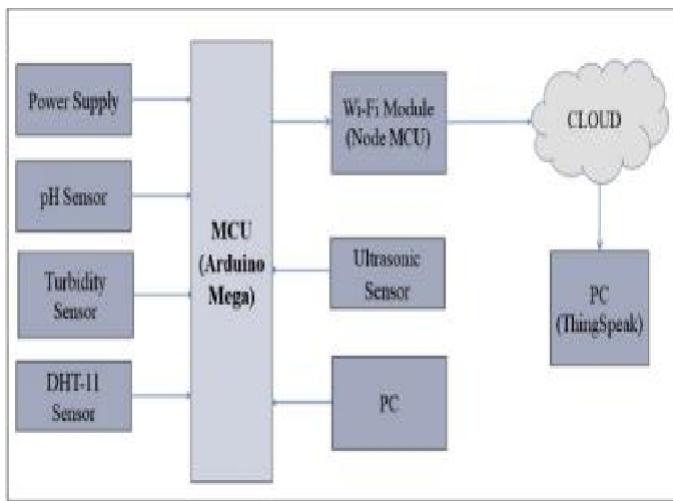 Power Supply
pH Sensor
Turbidity
Sensor
DHT-11
Sensor
MCU
(Arduino
Mega)
Wi-Fi Module
(Node MCU)
Ultrasonic
Sensor
PC
CLOUD
PC
(ThingSpeak)